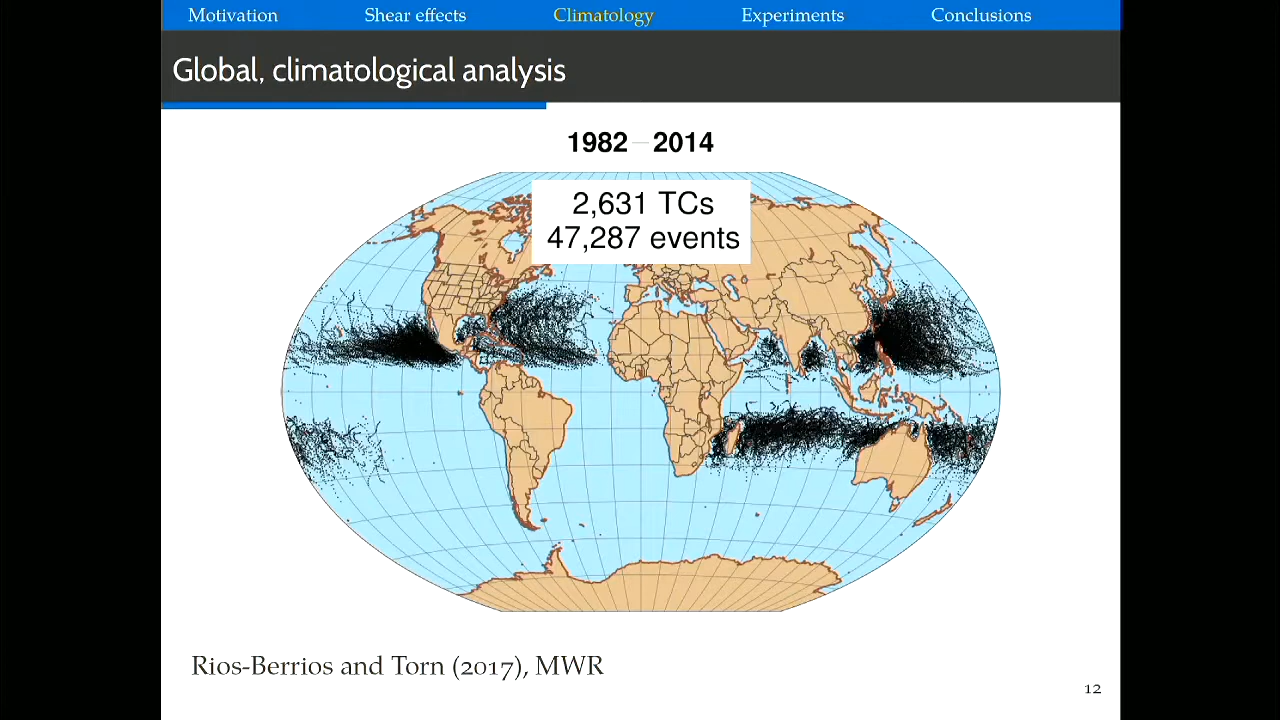 Motivation Shear effects Climatology Experiments Conclusions
Global, climatological analysis
1982 – 2014
2,631 TCs
47,287 events
Rios-Berrios and Torn (2017), MWR
12